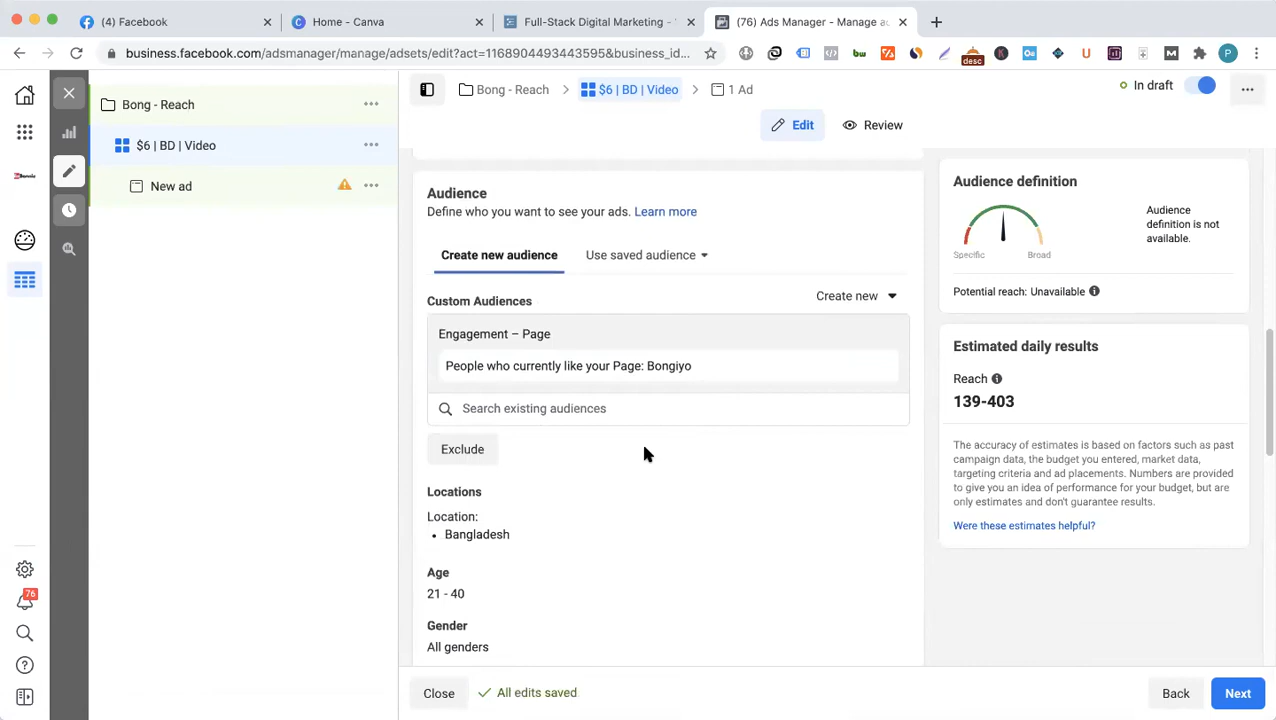 (4) Facebook
Home - Canva
Full-Stack Digital Marketing -
(76) Ads Manager - Manage ad
business.facebook.com/adsmanager/manage/adsets/edit?act=1168904493443595&business_id...
desc
P
Bong - Reach
$6 | BD | Video
New ad
Bong - Reach
$6 | BD | Video
1 Ad
In draft
Edit
Review
Audience
Define who you want to see your ads. Learn more
Create new audience
Use saved audience
Custom Audiences
Create new
Engagement – Page
People who currently like your Page: Bongiyo
Search existing audiences
Exclude
Locations
Location:
• Bangladesh
Age
21 - 40
Gender
All genders
Audience definition
Specific
Broad
Audience
definition is not
available.
Potential reach: Unavailable
Estimated daily results
Reach
139-403
The accuracy of estimates is based on factors such as past
campaign data, the budget you entered, market data,
targeting criteria and ad placements. Numbers are provided
to give you an idea of performance for your budget, but are
only estimates and don't guarantee results.
Were these estimates helpful?
76
Close
All edits saved
Back
Next